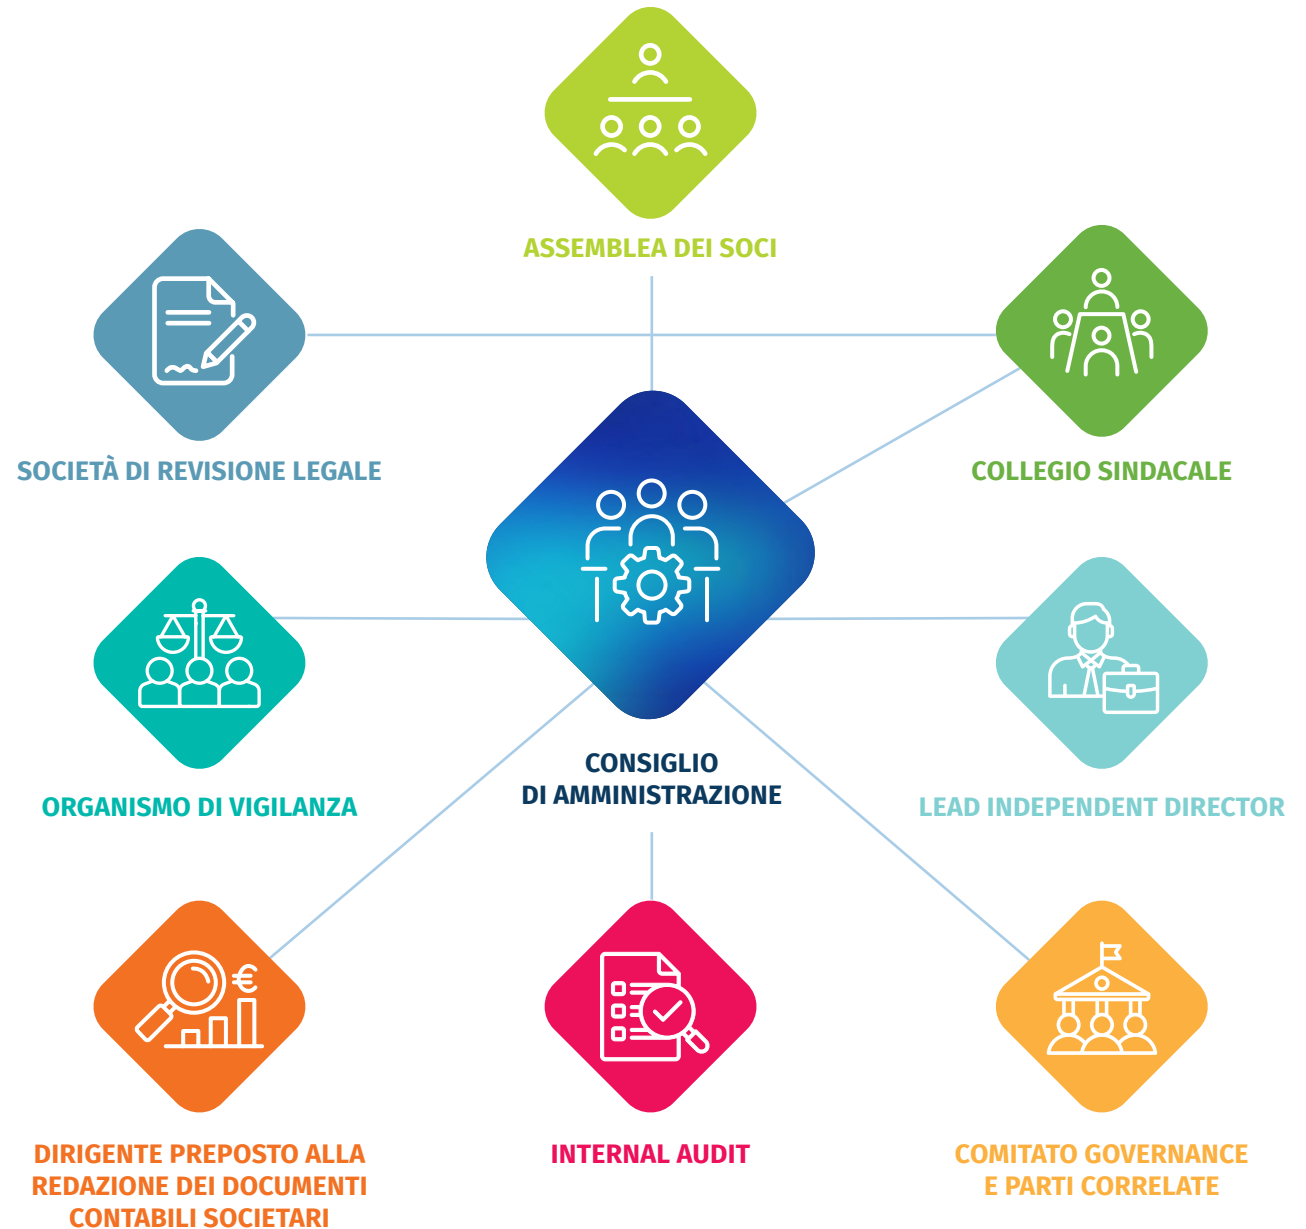 ASSEMBLEA DEI SOCI
SOCIETÀ DI REVISIONE LEGALE
COLLEGIO SINDACALE
CONSIGLIO
DI AMMINISTRAZIONE
ORGANISMO DI VIGILANZA
LEAD INDEPENDENT DIRECTOR
€
DIRIGENTE PREPOSTO ALLA
REDAZIONE DEI DOCUMENTI
CONTABILI SOCIETARI
INTERNAL AUDIT
COMITATO GOVERNANCE
E PARTI CORRELATE